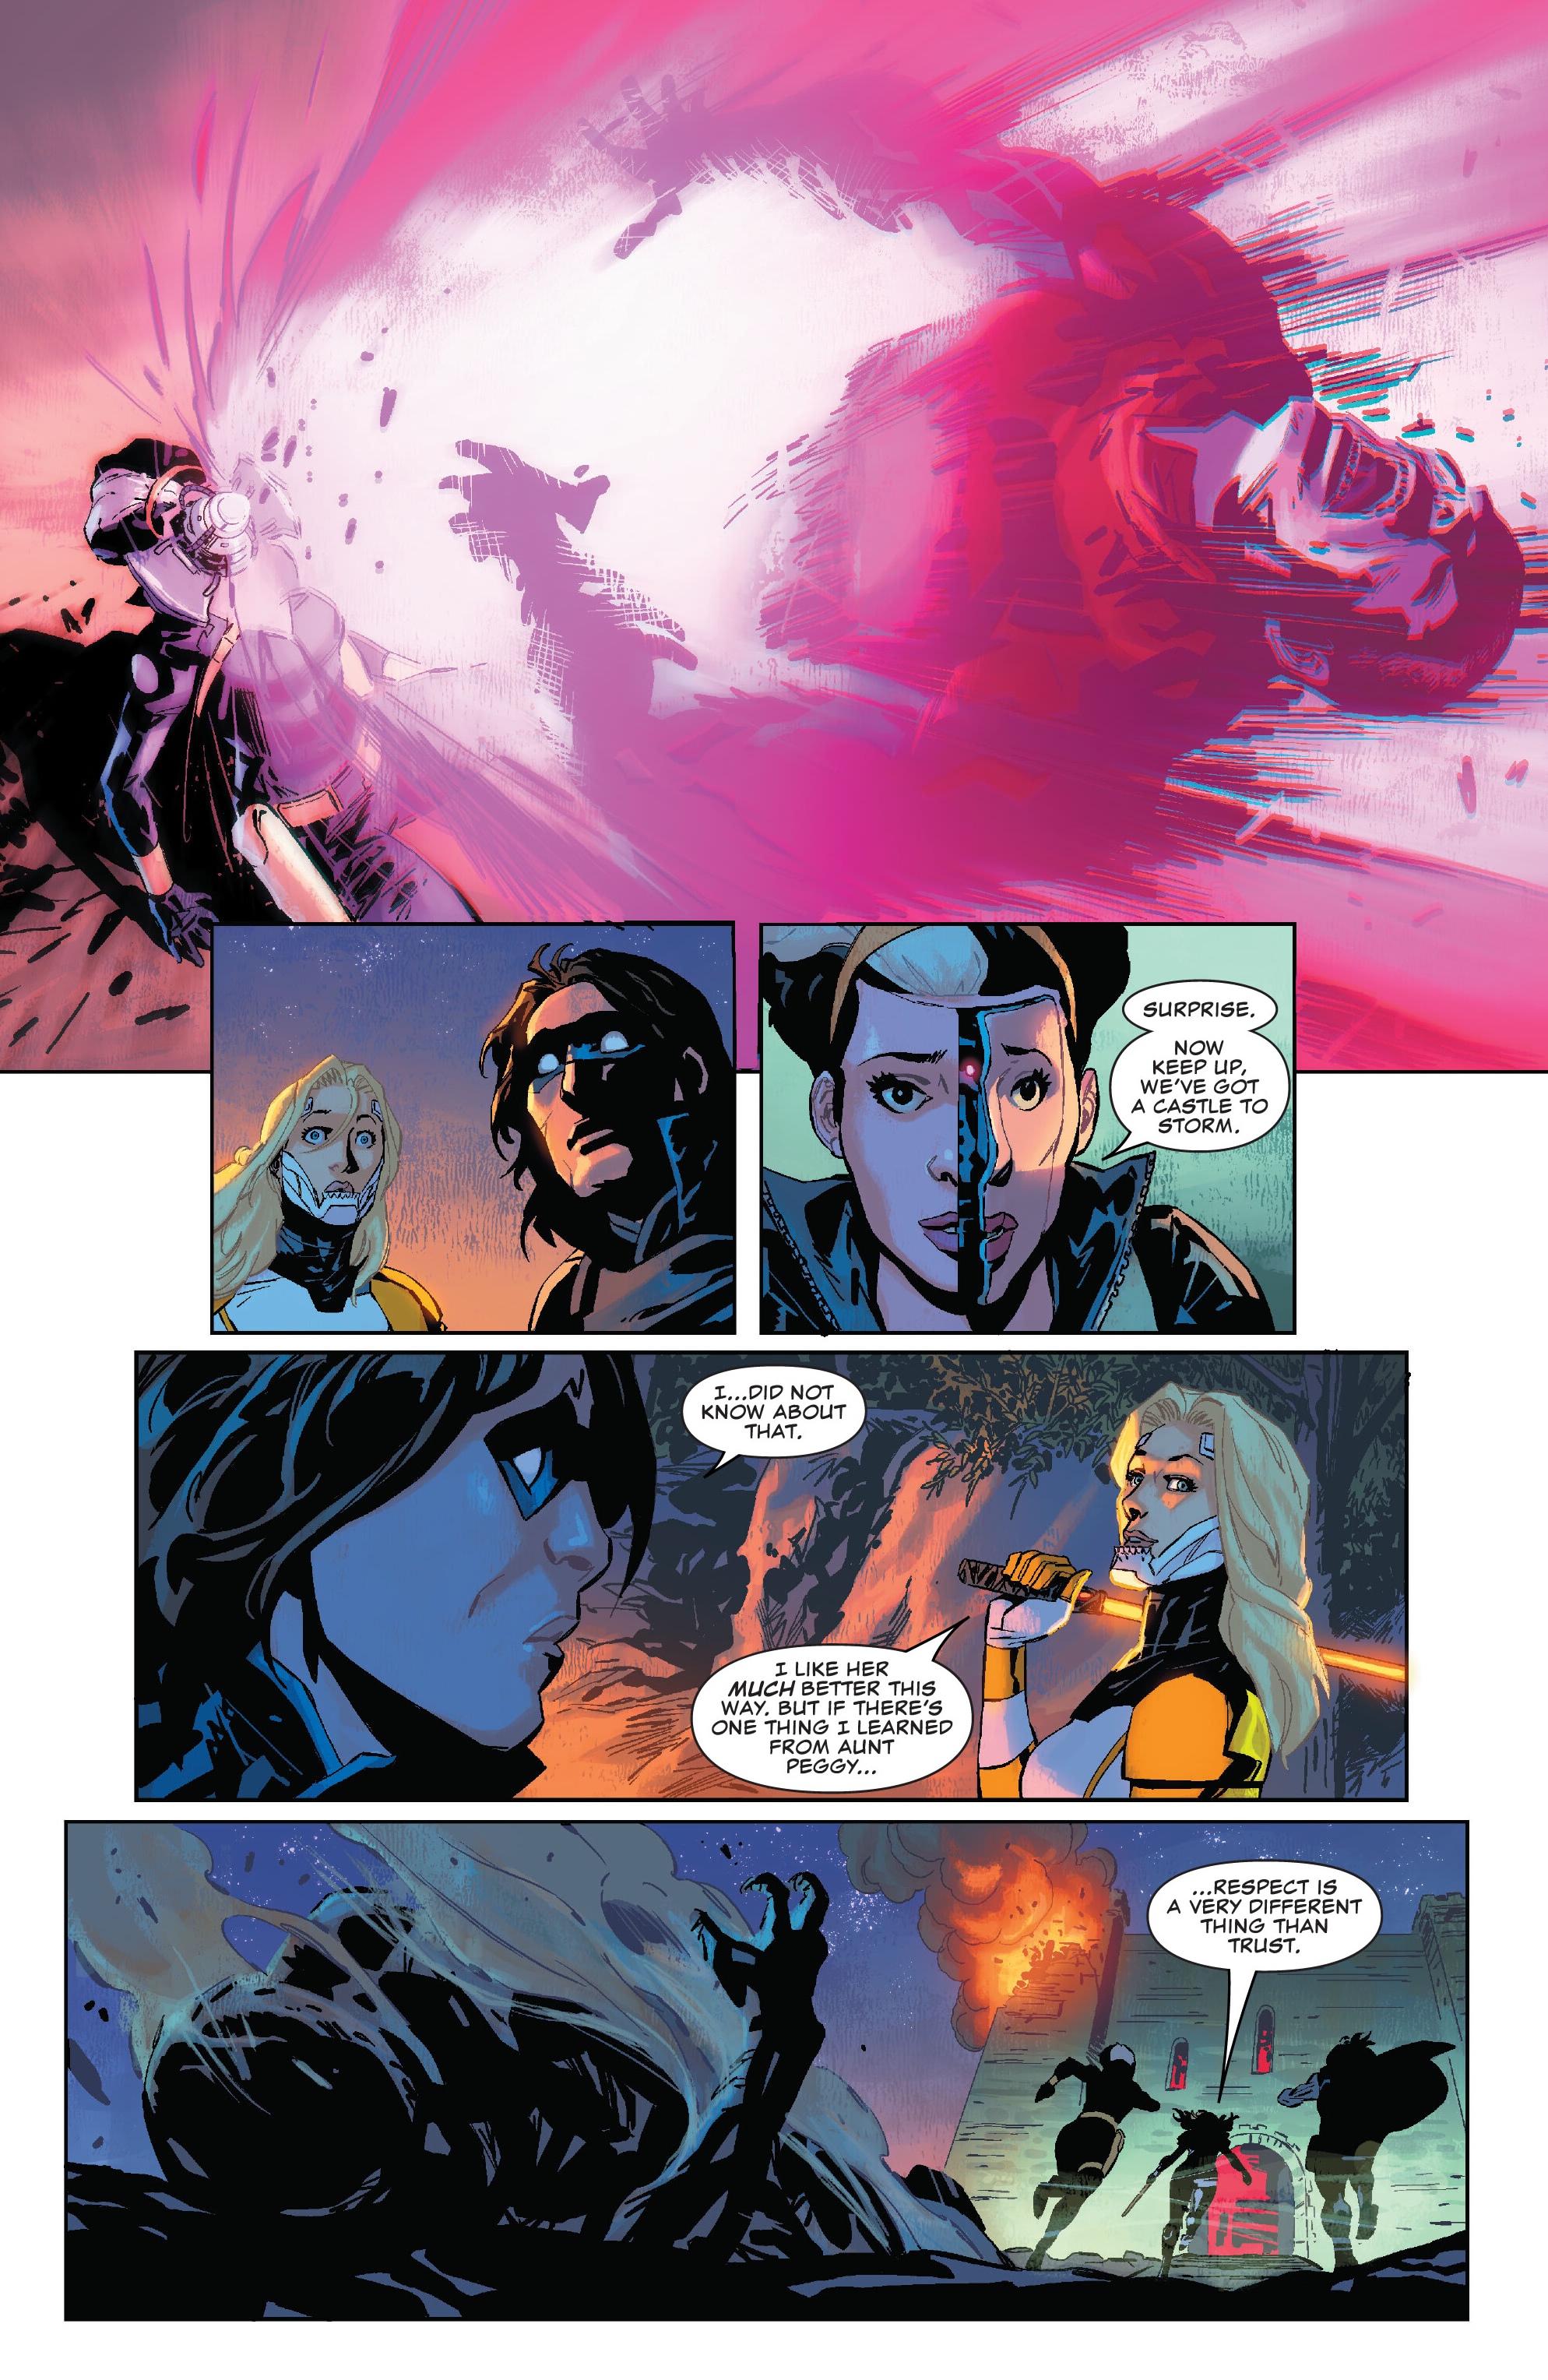 SURPRISE.
NOW
KEEP UP,
WE'VE GOT
A CASTLE TO
STORM.
I...DID NOT
KNOW ABOUT
THAT.
I LIKE HER
MUCH BETTER THIS
WAY. BUT IF THERE'S
ONE THING I LEARNED
FROM AUNT
PEGGY...
...RESPECT IS
A VERY DIFFERENT
THING THAN
TRUST.